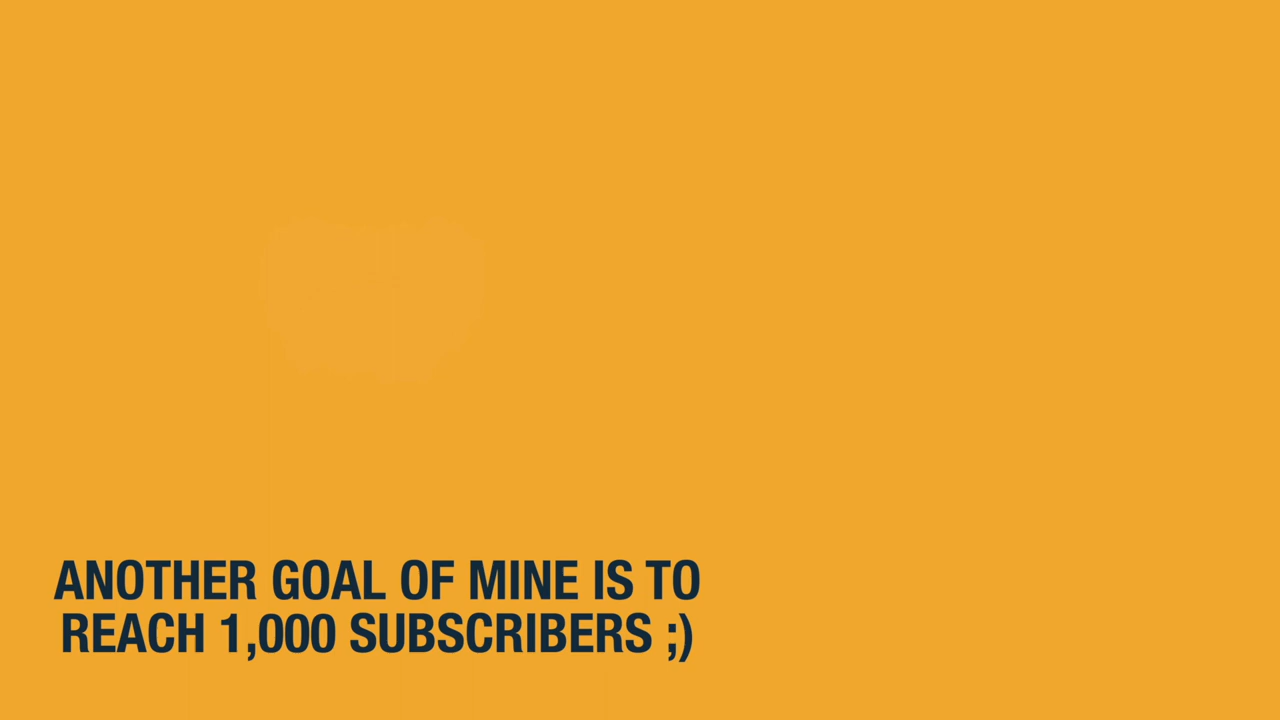 ANOTHER GOAL OF MINE IS TO
REACH 1,000 SUBSCRIBERS ;)